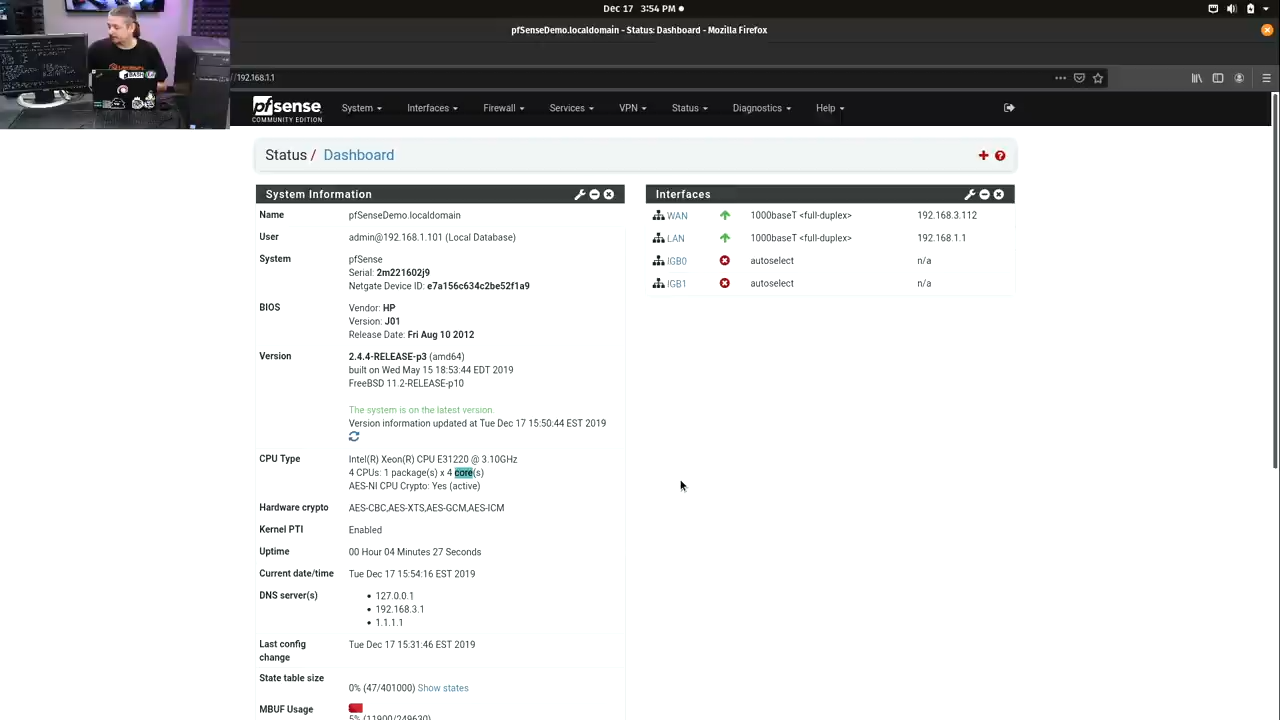 Dec 17 3:54 PM
pfSenseDemo.localdomain - Status: Dashboard - Mozilla Firefox
//192.168.1.1
pfsense
COMMUNITY EDITION
System
Interfaces
Firewall
VPN
Status
Diagnostics
Help
Status / Dashboard
System Information
Name pfSenseDemo.localdomain
User admin@192.168.1.101 (Local Database)
System pfSense
Serial: 2m221602j9
Netgate Device ID: e7a156c634c2be52f1a9
BIOS Vendor: HP
Version: J01
Release Date: Fri Aug 10 2012
Version 2.4.4-RELEASE-p3 (amd64)
built on Wed May 15 18:53:44 EDT 2019
FreeBSD 11.2-RELEASE-p10
The system is on the latest version.
Version information updated at Tue Dec 17 15:50:44 EST 2019
CPU Type Intel(R) Xeon(R) CPU E31220 @ 3.10GHz
4 CPUs: 1 package(s) x 4 core(s)
AES-NI CPU Crypto: Yes (active)
Hardware crypto AES-CBC,AES-XTS,AES-GCM,AES-ICM
Kernel PTI Enabled
Uptime 00 Hour 04 Minutes 27 Seconds
Current date/time Tue Dec 17 15:54:16 EST 2019
DNS server(s) • 127.0.0.1
• 192.168.3.1
• 1.1.1.1
Last config change Tue Dec 17 15:31:46 EST 2019
State table size
0% (47/401000) Show states
MBUF Usage
5% (11900/249630)
Interfaces
WAN 1000baseT <full-duplex> 192.168.3.112
LAN 1000baseT <full-duplex> 192.168.1.1
IGB0 autoselect n/a
IGB1 autoselect n/a